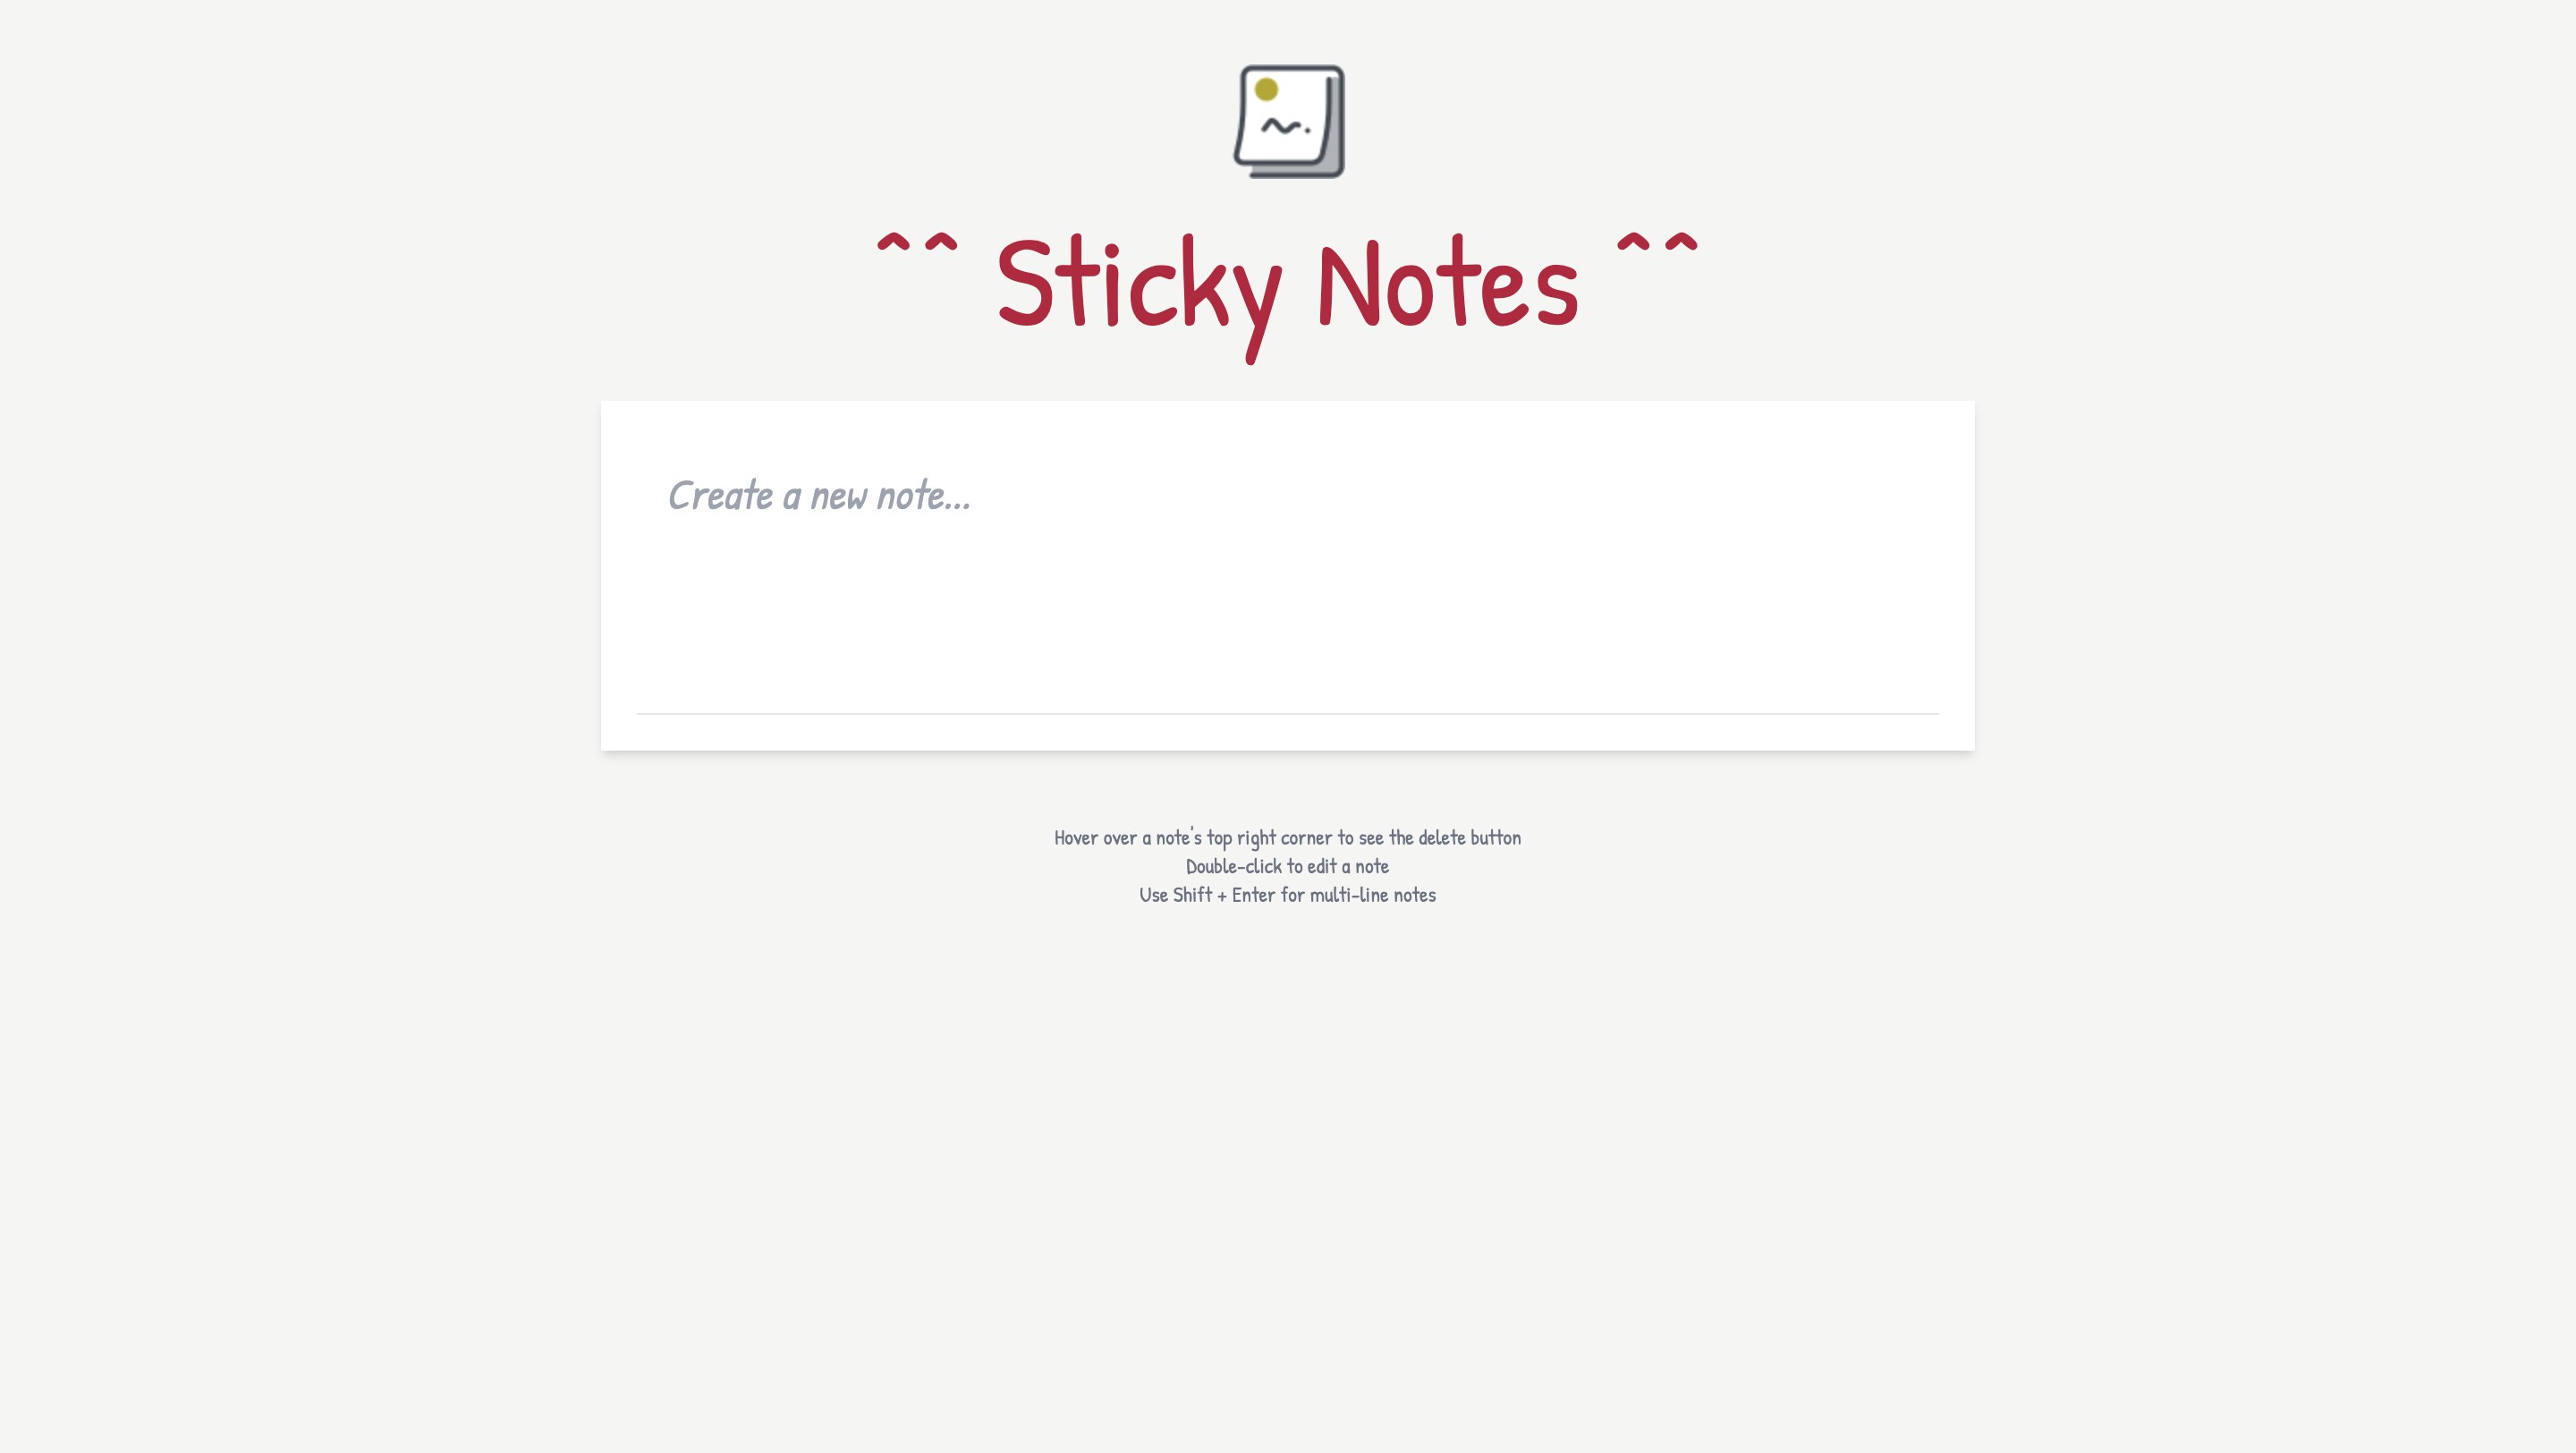 ^^ Sticky Notes ^^
Create a new note...
Hover over a note's top right corner to see the delete button
Double-click to edit a note
Use Shift + Enter for multi-line notes